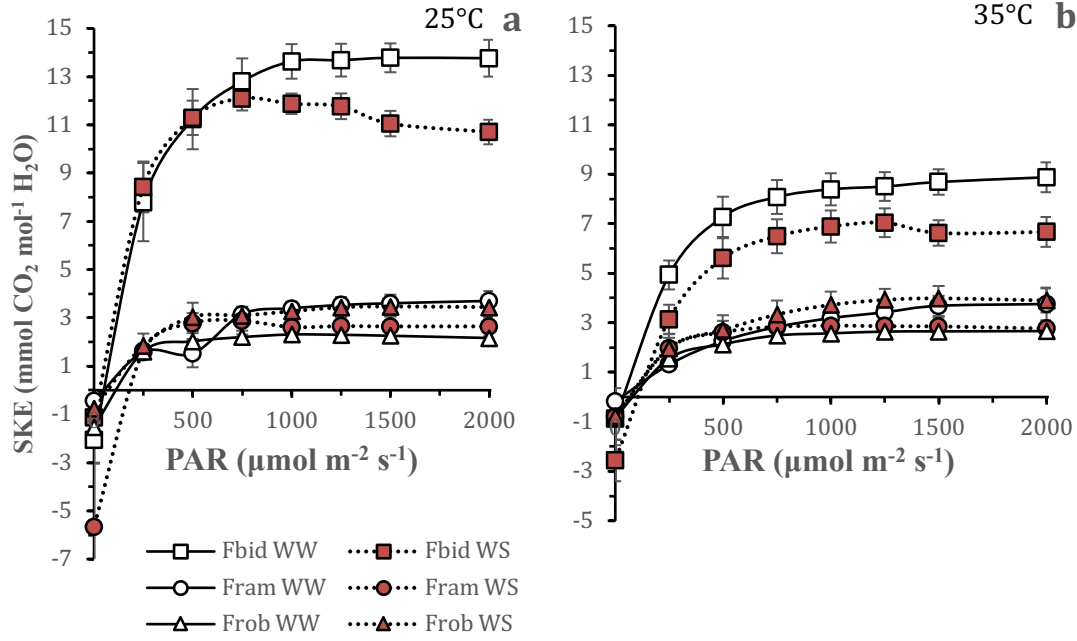 25°C a
15
13
11
9
7
5
3
1
-1
-3
-5
-7
SKE (mmol CO₂ mol⁻¹ H₂O)
500 1000 1500 2000
PAR (μmol m⁻² s⁻¹)
35°C b
15
13
11
9
7
5
3
1
-1
-3
-5
500 1000 1500 2000
PAR (μmol m⁻² s⁻¹)
Fbid WW Fbid WS
Fram WW Fram WS
Frob WW Frob WS